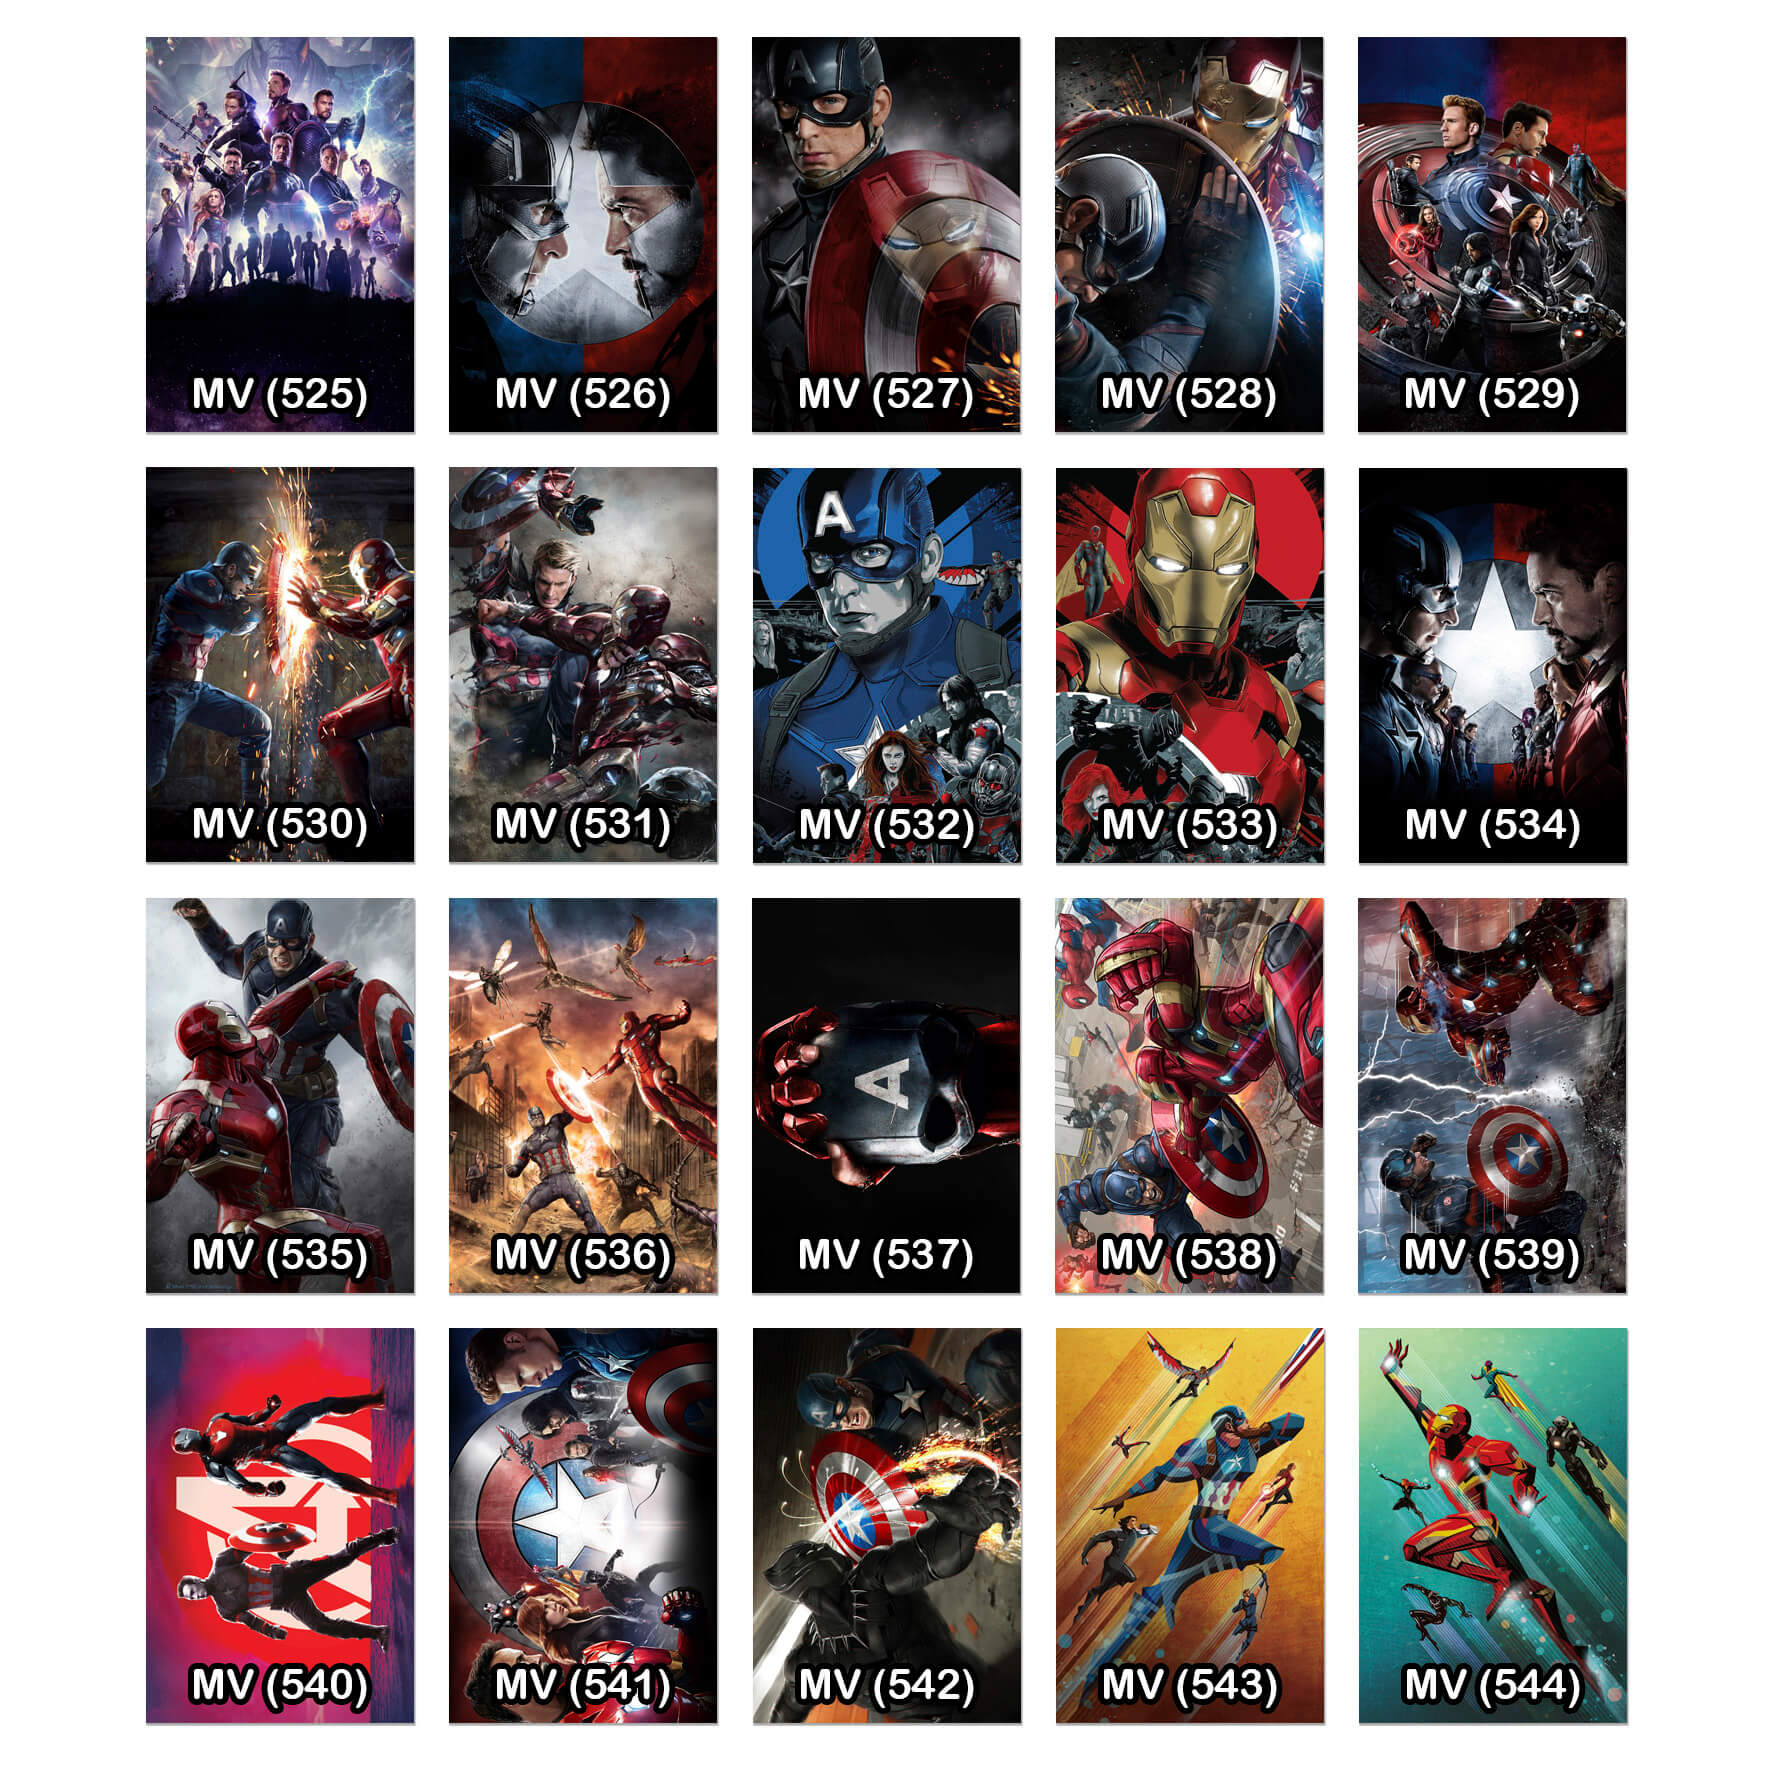 MV (525)
MV (526)
MV (527)
MV (528)
MV (529)
MV (530)
MV (531)
A
MV (532)
MV (533)
MV (534)
A
MV (535)
MV (536)
A
MV (537)
MV (538)
MV (539)
MV (540)
MV (541)
MV (542)
MV (543)
MV (544)